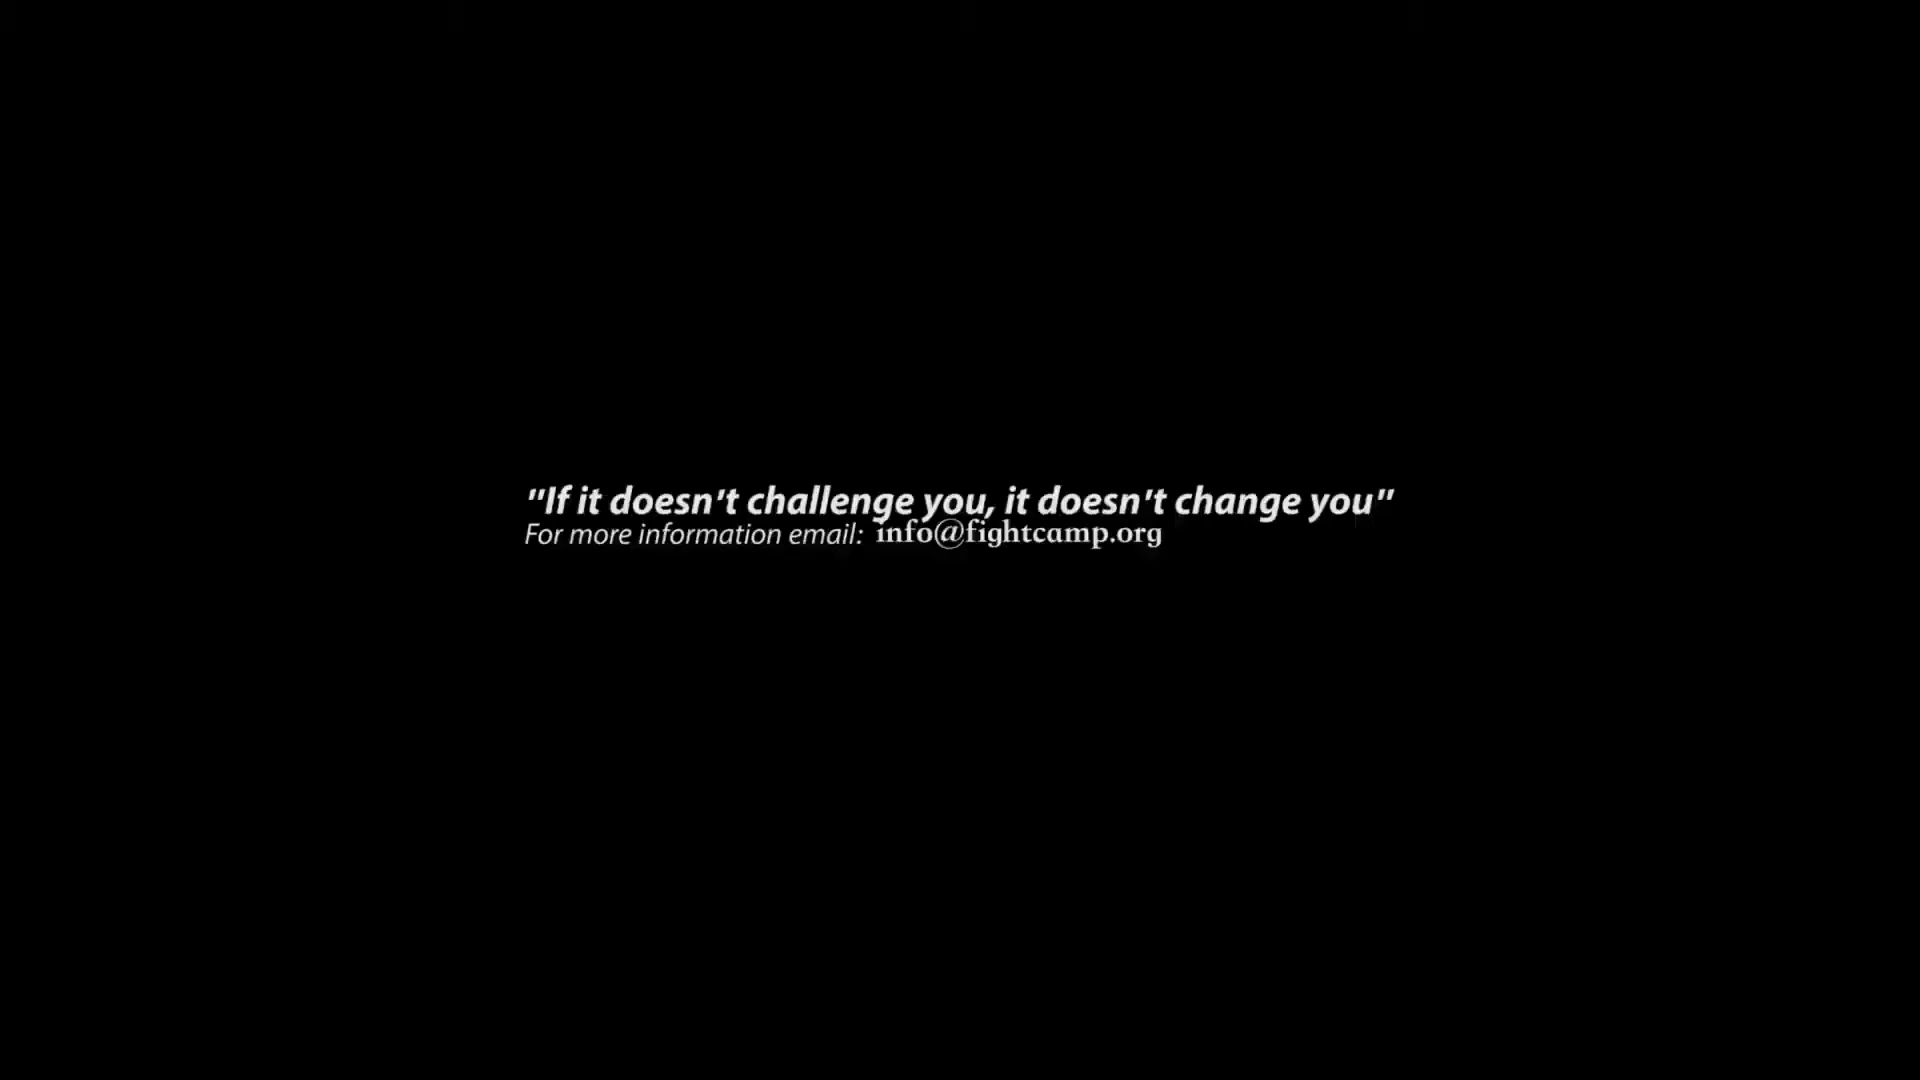 "If it doesn't challenge you, it doesn't change you"
For more information email: info@fightcamp.org